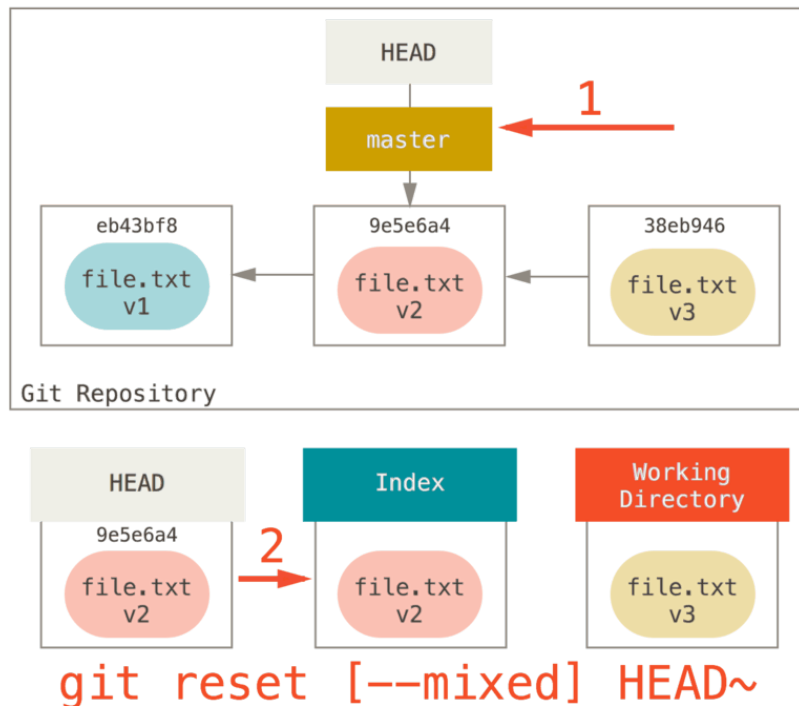 HEAD
1
master
eb43bf8
9e5e6a4
38eb946
file.txt
v1
file.txt
v2
file.txt
v3
Git Repository
HEAD
Index
Working
Directory
9e5e6a4
2
file.txt
v2
file.txt
v2
file.txt
v3
git reset [--mixed] HEAD~